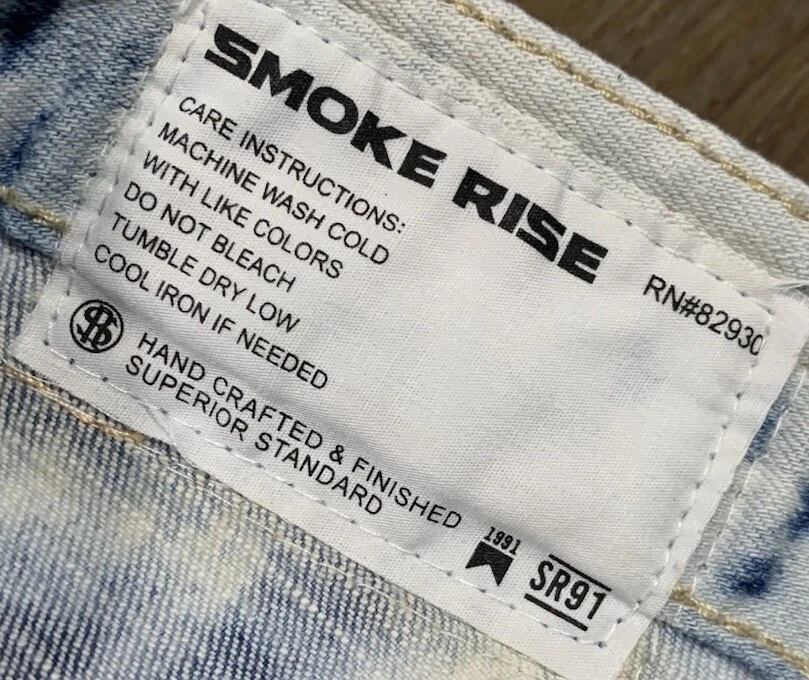 SMOKE RISE
RN#82930
CARE INSTRUCTIONS:
MACHINE WASH COLD
WITH LIKE COLORS
DO NOT BLEACH
TUMBLE DRY LOW
COOL IRON IF NEEDED
HAND CRAFTED & FINISHED
SUPERIOR STANDARD
1991
SR91